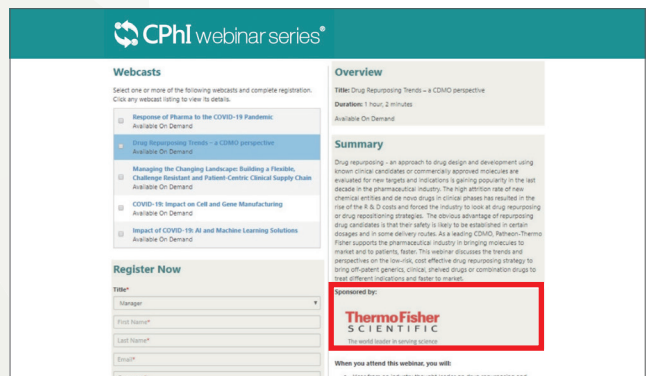 CPhI webinar series®
Webcasts
Select one or more of the following webcasts and complete registration.
Click any webcast listing to view its details.
Response of Pharma to the COVID-19 Pandemic
Available On Demand
Drug Repurposing Trends – a CDMO perspective
Available On Demand
Managing the Changing Landscape: Building a Flexible,
Challenge Resistant and Patient-Centric Clinical Supply Chain
Available On Demand
COVID-19: Impact on Cell and Gene Manufacturing
Available On Demand
Impact of COVID-19: AI and Machine Learning Solutions
Available On Demand
Register Now
Title*
Manager
First Name*
Last Name*
Email*
Overview
Title: Drug Repurposing Trends – a CDMO perspective
Duration: 1 hour, 2 minutes
Available On Demand
Summary
Drug repurposing - an approach to drug design and development using
known clinical candidates or commercially approved molecules are
evaluated for new targets and indications is gaining popularity in the last
decade in the pharmaceutical industry. The high attrition rate of new
chemical entities and de novo drugs in clinical phases has resulted in the
rise of the R & D costs and forced the industry to look at drug repurposing
or drug repositioning strategies. The obvious advantage of repurposing
drug candidates is that their safety is likely to be established in certain
dosages and in some delivery routes. As a leading CDMO, Patheon-Thermo
Fisher supports the pharmaceutical industry in bringing molecules to
market and to patients, faster. This webinar discusses the trends and
perspectives on the low-risk, cost effective drug repurposing strategy to
bring off-patent generics, clinical, shelved drugs or combination drugs to
treat different indications and faster to market.
Sponsored by:
ThermoFisher
SCIENTIFIC
The world leader in serving science
When you attend this webinar, you will: